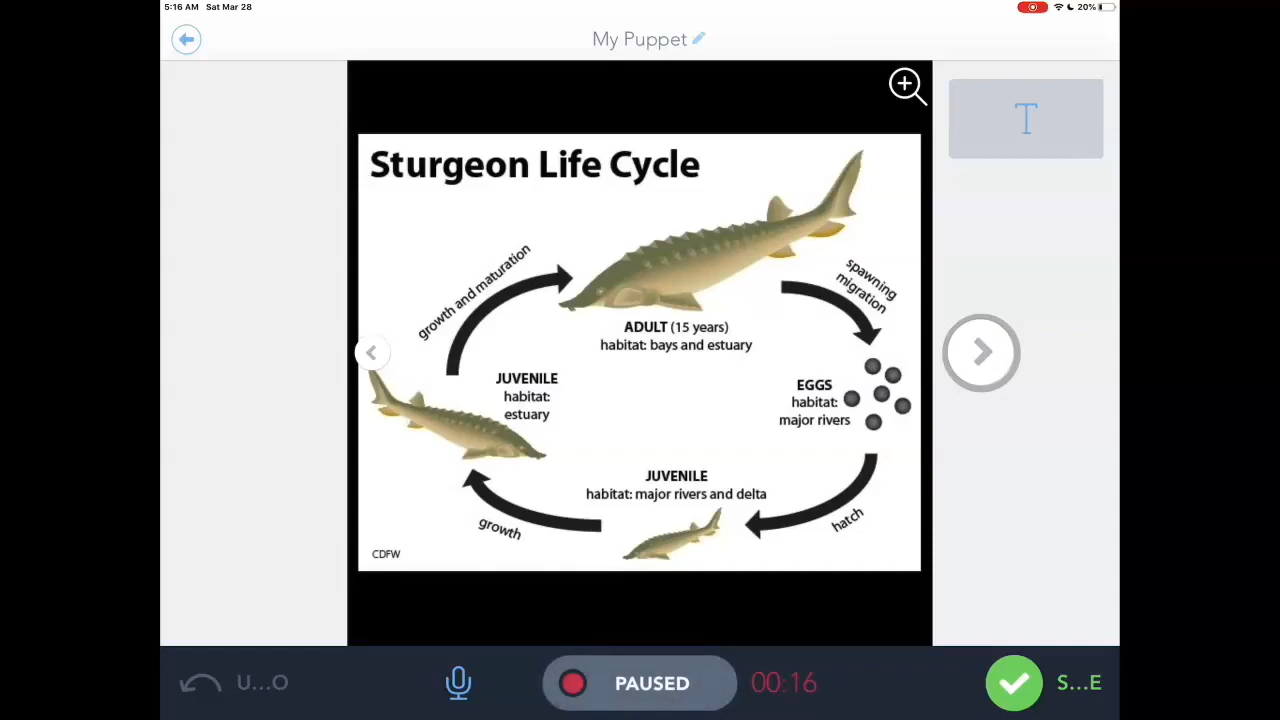 5:16 AM Sat Mar 28
20%
My Puppet
T
Sturgeon Life Cycle
growth and maturation
spawning
migration
ADULT (15 years)
habitat: bays and estuary
JUVENILE
habitat:
estuary
EGGS
habitat:
major rivers
JUVENILE
habitat: major rivers and delta
growth
hatch
CDFW
U...O
PAUSED
00:16
S...E